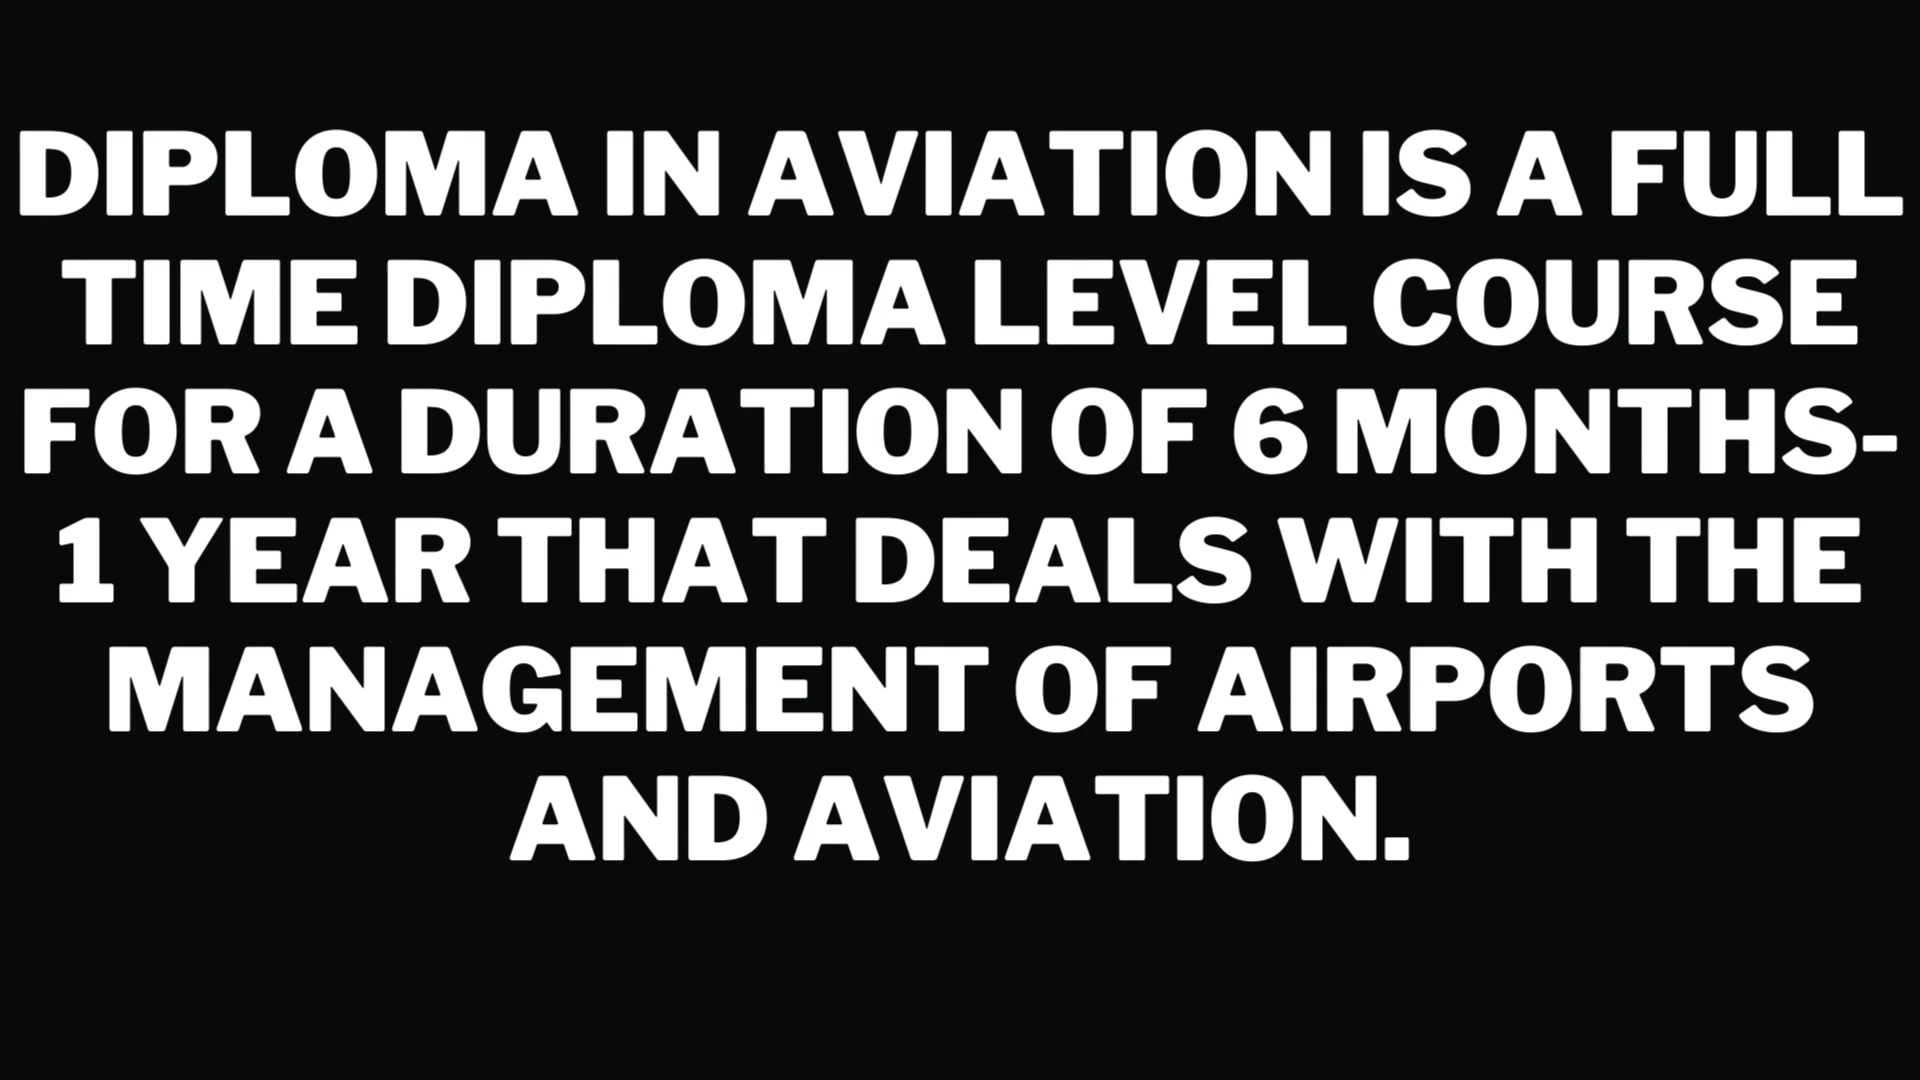 DIPLOMA IN AVIATION IS A FULL
TIME DIPLOMA LEVEL COURSE
FOR A DURATION OF 6 MONTHS-
1 YEAR THAT DEALS WITH THE
MANAGEMENT OF AIRPORTS
AND AVIATION.